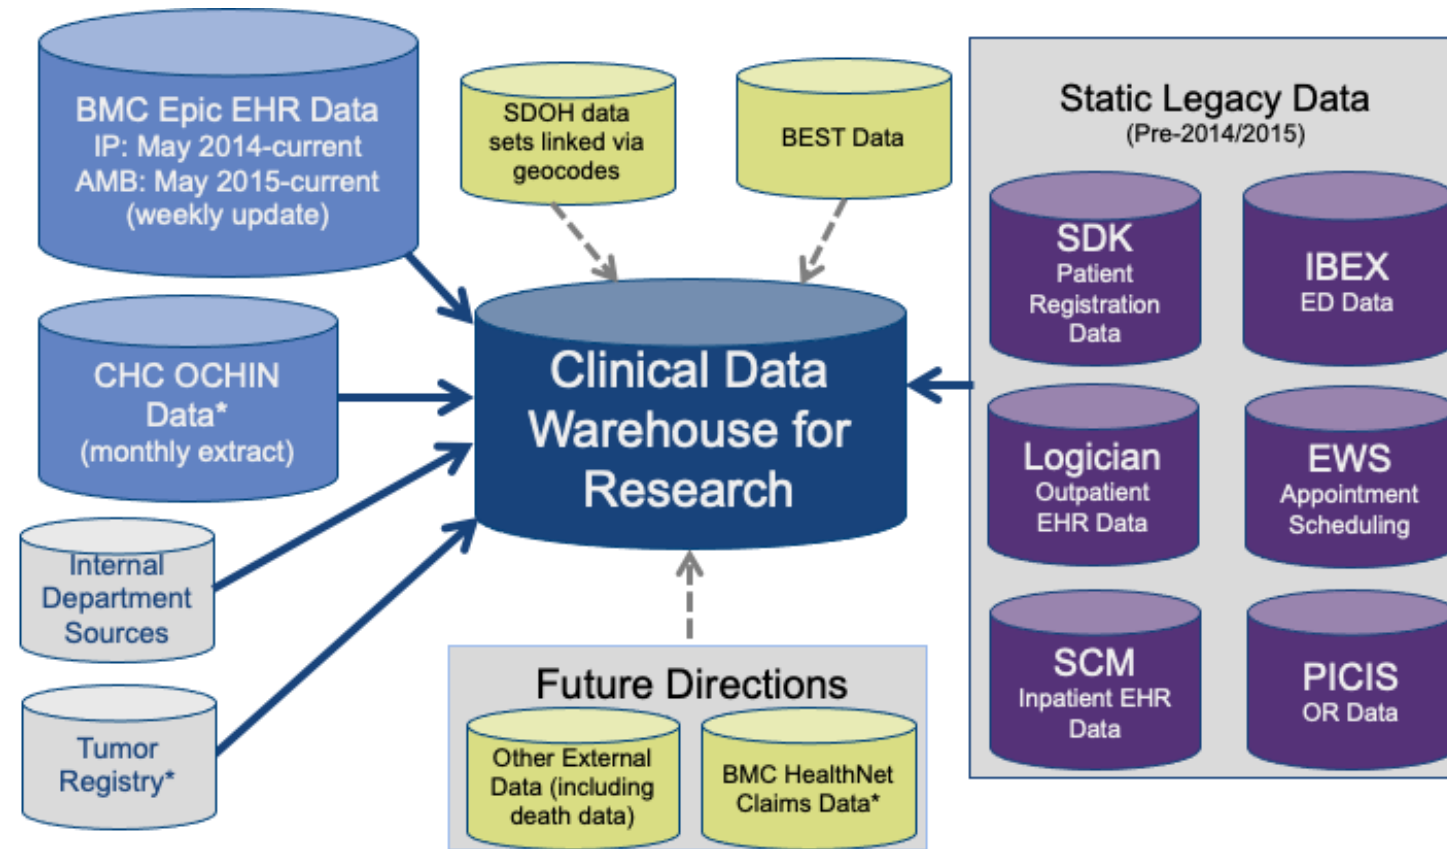 BMC Epic EHR Data
IP: May 2014-current
AMB: May 2015-current
(weekly update)
SDOH data
sets linked via
geocodes
BEST Data
Static Legacy Data
(Pre-2014/2015)
SDK
Patient
Registration
Data
IBEX
ED Data
CHC OCHIN
Data*
(monthly extract)
Clinical Data
Warehouse for
Research
Logician
Outpatient
EHR Data
EWS
Appointment
Scheduling
Internal
Department
Sources
SCM
Inpatient EHR
Data
PICIS
OR Data
Tumor
Registry*
Future Directions
Other External
Data (including
death data)
BMC HealthNet
Claims Data*